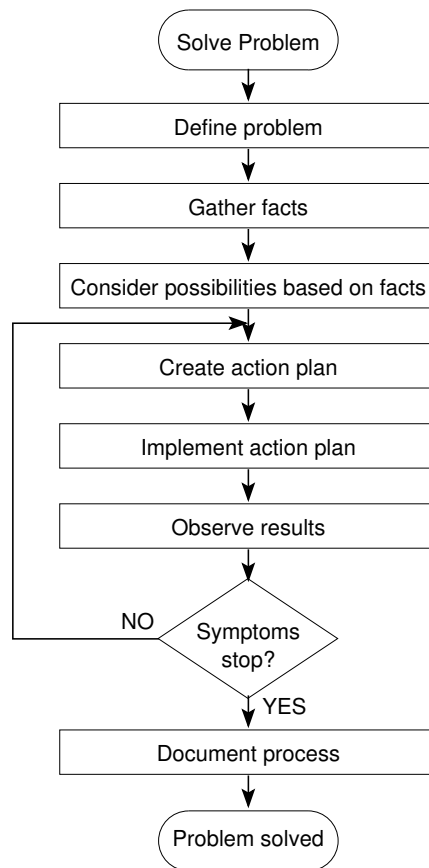 Solve Problem
Define problem
Gather facts
Consider possibilities based on facts
Create action plan
Implement action plan
Observe results
NO
Symptoms
stop?
YES
Document process
Problem solved